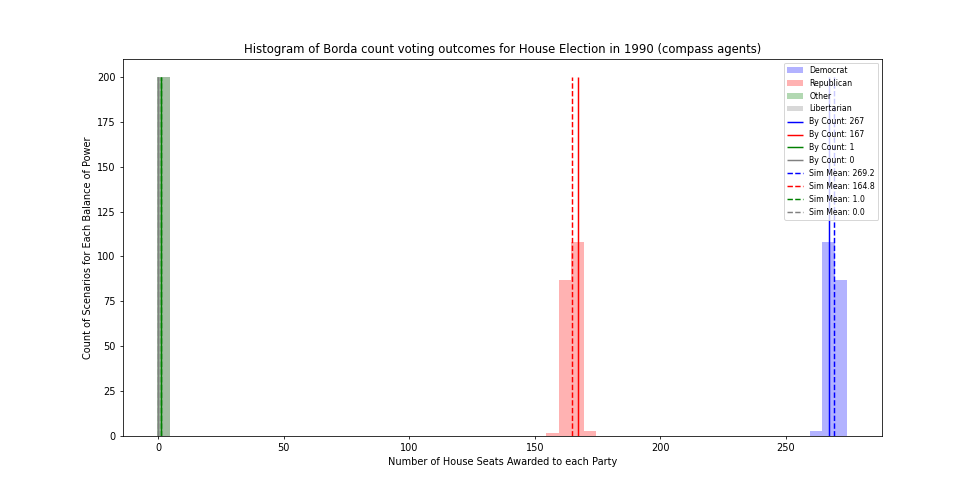 Histogram of Borda count voting outcomes for House Election in 1990 (compass agents)
Count of Scenarios for Each Balance of Power
200
175
150
125
100
75
50
25
0
Democrat
Republican
Other
Libertarian
By Count: 267
By Count: 167
By Count: 1
By Count: 0
Sim Mean: 269.2
Sim Mean: 164.8
Sim Mean: 1.0
Sim Mean: 0.0
0 50 100 150 200 250
Number of House Seats Awarded to each Party